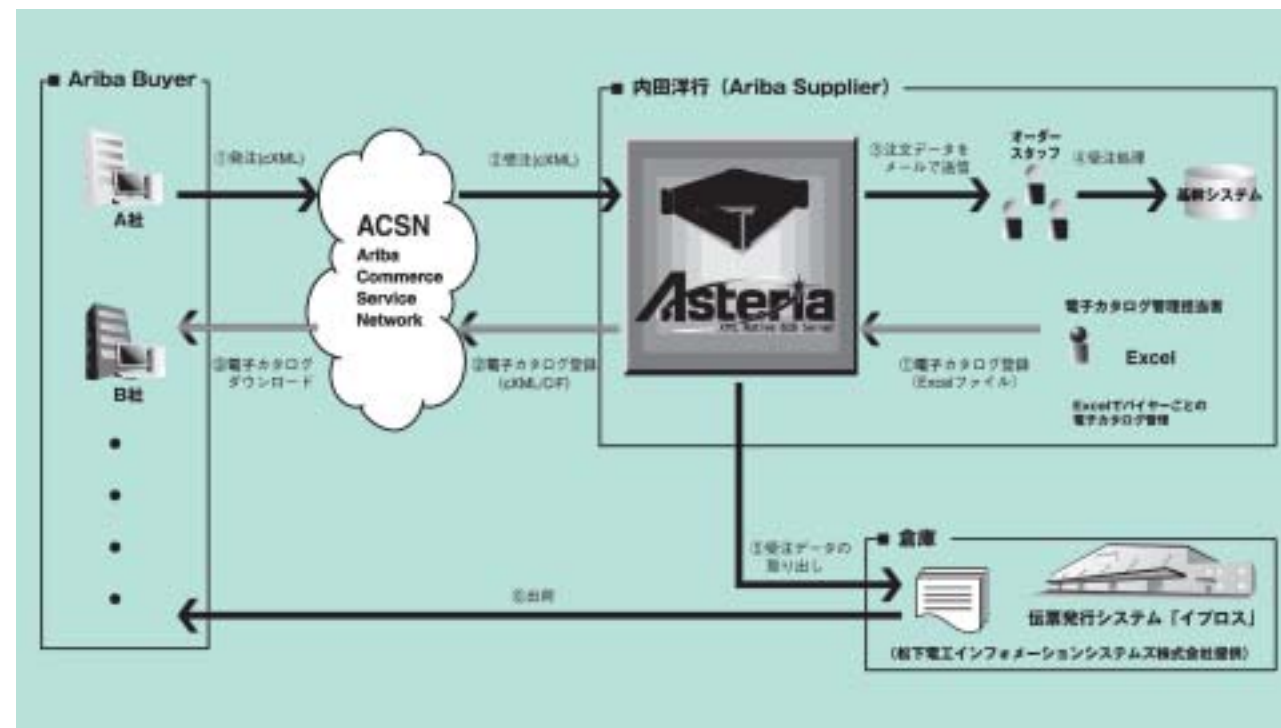 ■ Ariba Buyer
A社
B社
①発注(cXML)
ACSN
Ariba
Commerce
Service
Network
③電子カタログ
ダウンロード
②受注(cXML)
②電子カタログ登録
(cXML/CIF)
■ 内田洋行（Ariba Supplier）
Asteria
XML Native B2B Server
③注文データを
メールで送信
オーダー
スタッフ
④受注処理
基幹システム
①電子カタログ登録
(Excelファイル)
電子カタログ管理担当者
Excel
Excelでバイヤーごとの
電子カタログ管理
⑤受注データの
取り出し
⑥出荷
■ 倉庫
伝票発行システム「イプロス」
（松下電工インフォメーションシステムズ株式会社提供）